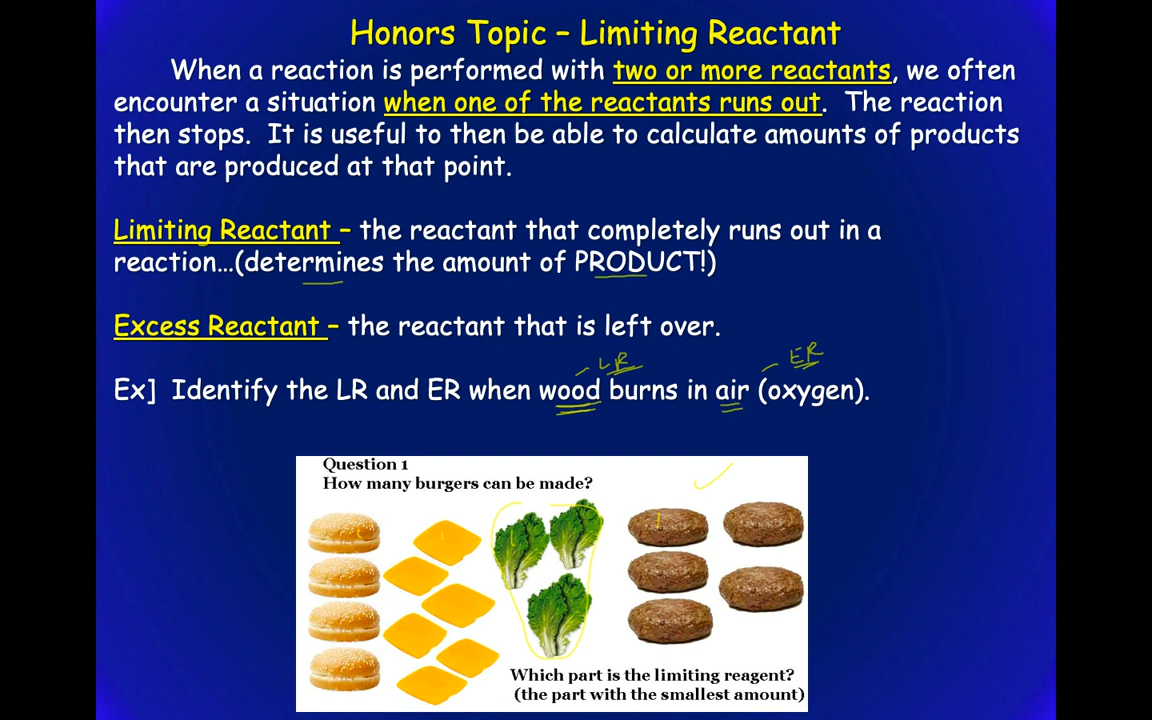 Honors Topic – Limiting Reactant
When a reaction is performed with two or more reactants, we often
encounter a situation when one of the reactants runs out. The reaction
then stops. It is useful to then be able to calculate amounts of products
that are produced at that point.
Limiting Reactant – the reactant that completely runs out in a
reaction…(determines the amount of PRODUCT!)
Excess Reactant – the reactant that is left over.
LR ER
Ex] Identify the LR and ER when wood burns in air (oxygen).
Question 1
How many burgers can be made?
Which part is the limiting reagent?
(the part with the smallest amount)